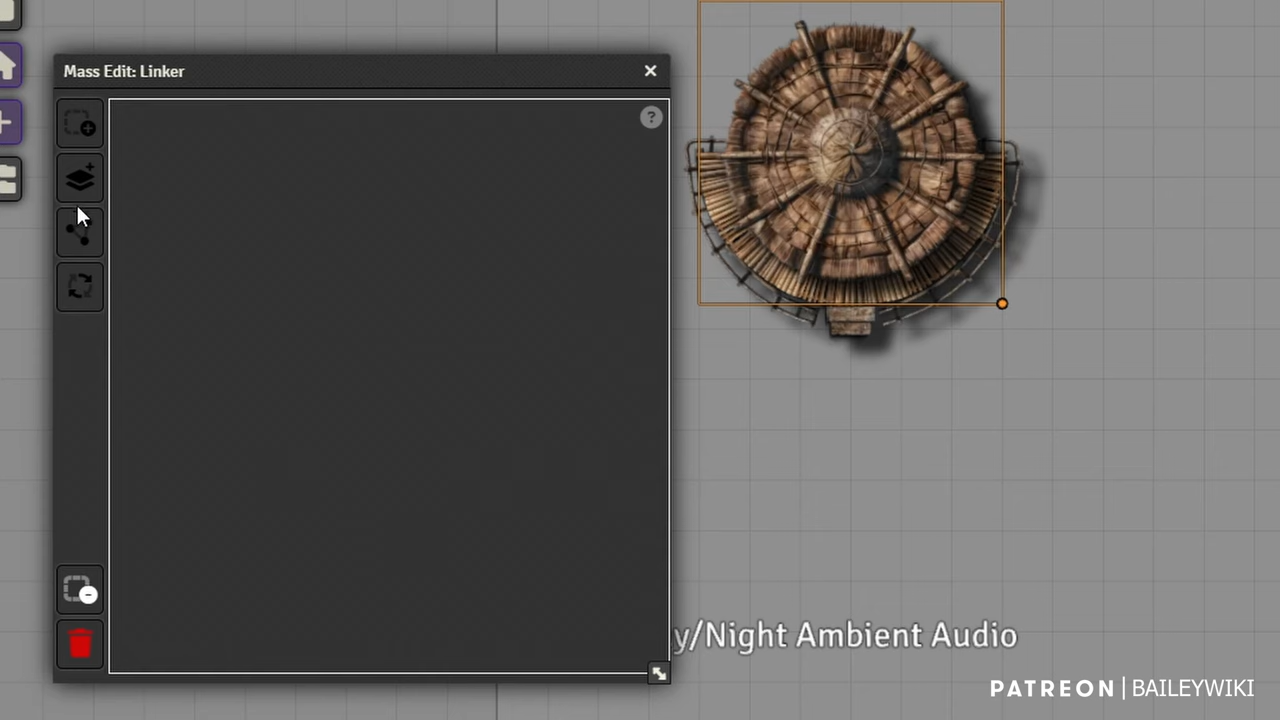 Mass Edit: Linker
?
y/Night Ambient Audio
PATREON | BAILEYWIKI